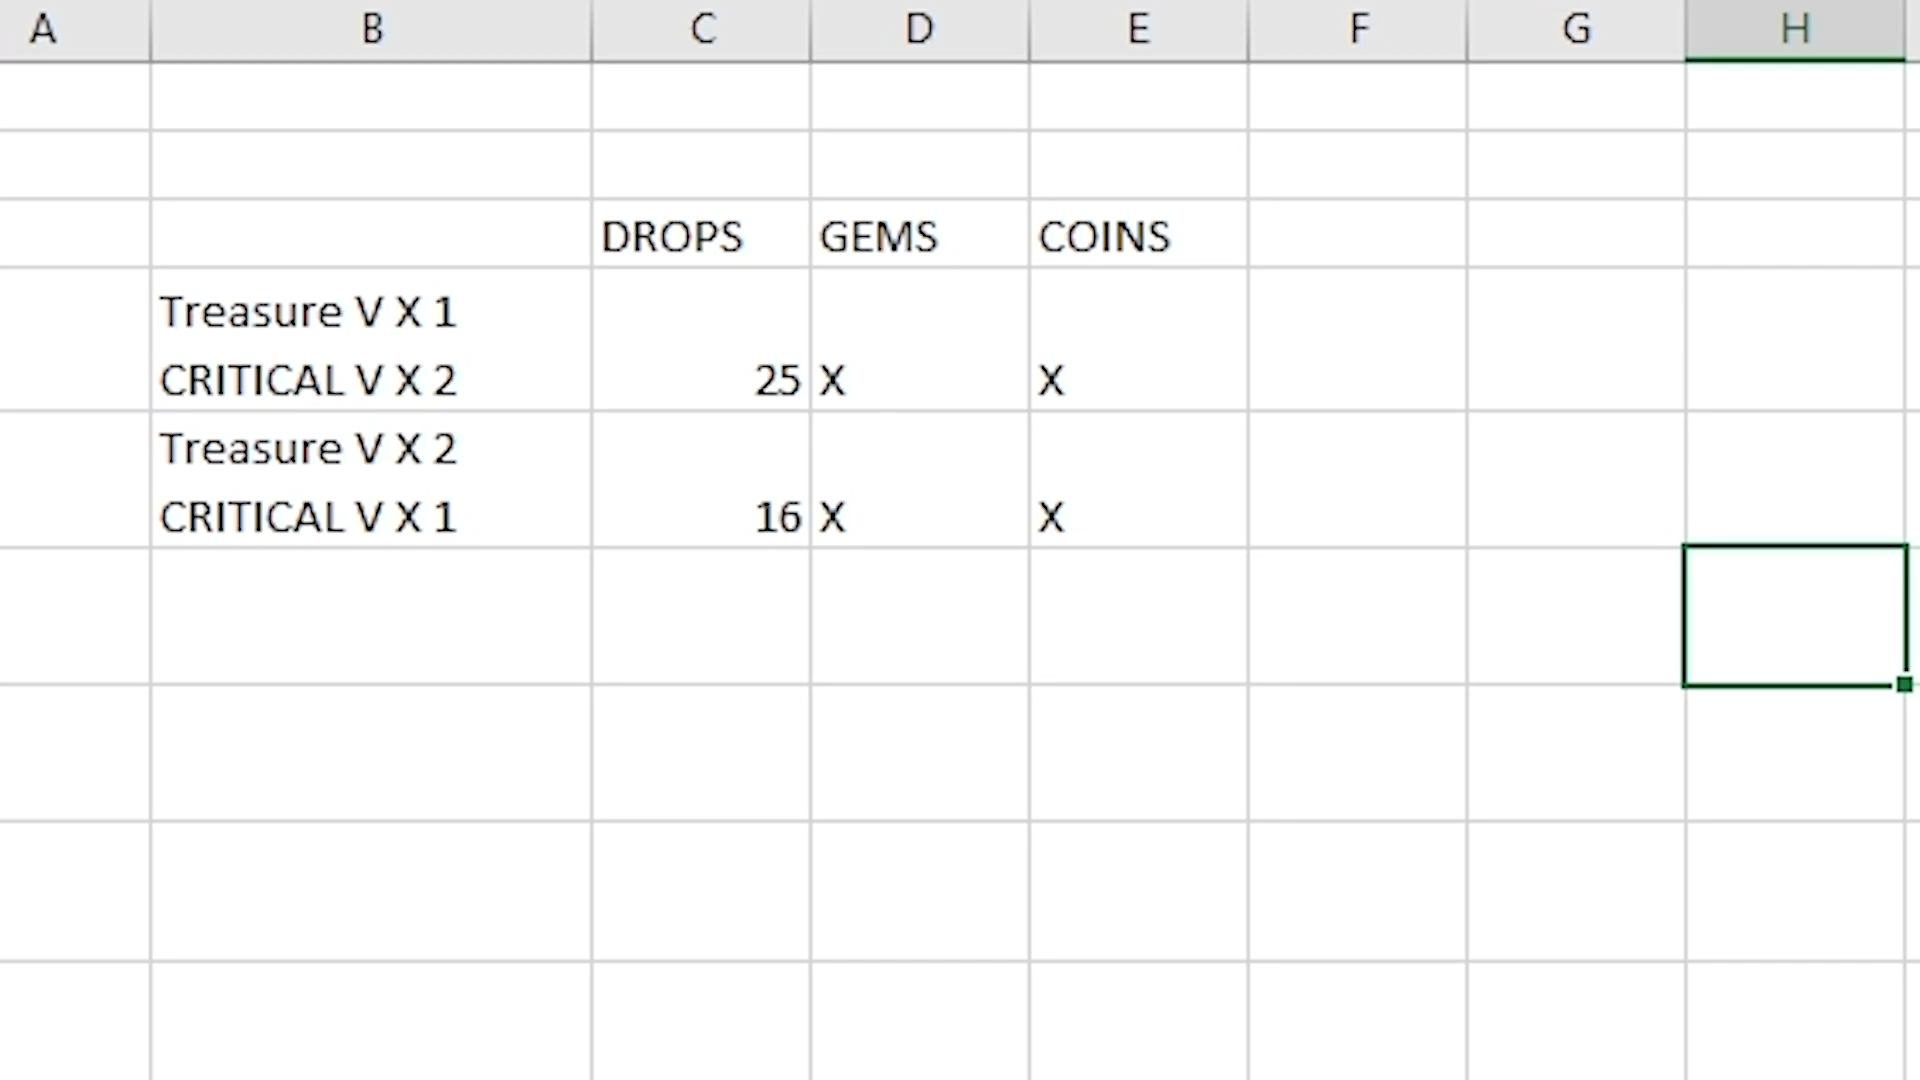 A B C D E F G H
DROPS GEMS COINS
Treasure V X 1
CRITICAL V X 2 25 X X
Treasure V X 2
CRITICAL V X 1 16 X X